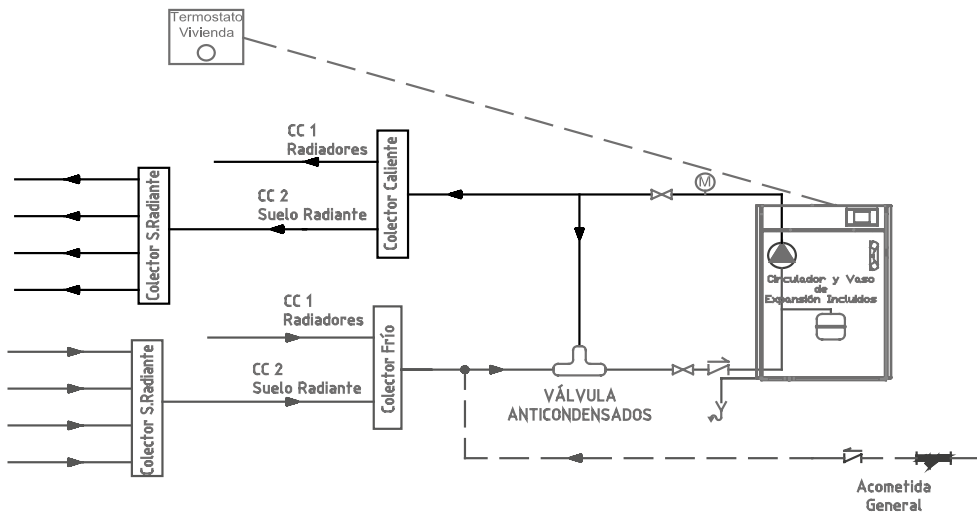 Termostato
Vivienda
CC 1
Radiadores
CC 2
Suelo Radiante
Colector S.Radiante
Colector Caliente
M
Circulador y Vaso
de
Expansión Incluidos
CC 1
Radiadores
CC 2
Suelo Radiante
Colector S.Radiante
Colector Frío
VÁLVULA
ANTICONDENSADOS
Acometida
General